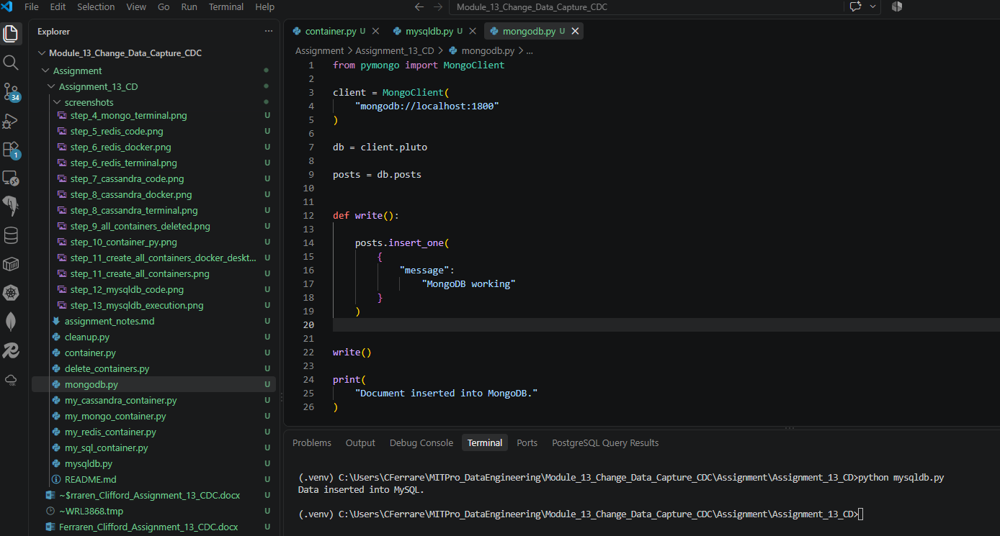 File Edit Selection View Go Run Terminal Help
Module_13_Change_Data_Capture_CDC
Explorer
Module_13_Change_Data_Capture_CDC
Assignment
Assignment_13_CD
screenshots
step_4_mongo_terminal.png U
step_5_redis_code.png U
step_6_redis_docker.png U
step_6_redis_terminal.png U
step_7_cassandra_code.png U
step_8_cassandra_docker.png U
step_8_cassandra_terminal.png U
step_9_all_containers_deleted.png U
step_10_container_py.png U
step_11_create_all_containers_docker_deskt... U
step_11_create_all_containers.png U
step_12_mysqldb_code.png U
step_13_mysqldb_execution.png U
assignment_notes.md U
cleanup.py U
container.py U
delete_containers.py U
mongodb.py U
my_cassandra_container.py U
my_mongo_container.py U
my_redis_container.py U
my_sql_container.py U
mysqldb.py U
README.md U
~$rraren_Clifford_Assignment_13_CDC.docx U
~WRL3868.tmp U
Ferraren_Clifford_Assignment_13_CDC.docx U
34
1
container.py U
mysqldb.py U
mongodb.py U
Assignment > Assignment_13_CD > mongodb.py > ...
1 from pymongo import MongoClient
2
3 client = MongoClient(
4 "mongodb://localhost:1800"
5 )
6
7 db = client.pluto
8
9 posts = db.posts
10
11
12 def write():
13
14 posts.insert_one(
15 {
16 "message":
17 "MongoDB working"
18 }
19 )
20
21
22 write()
23
24 print(
25 "Document inserted into MongoDB."
26 )
Problems Output Debug Console Terminal Ports PostgreSQL Query Results
(.venv) C:\Users\CFerrare\MITPro_DataEngineering\Module_13_Change_Data_Capture_CDC\Assignment\Assignment_13_CD>python mysqldb.py
Data inserted into MySQL.
(.venv) C:\Users\CFerrare\MITPro_DataEngineering\Module_13_Change_Data_Capture_CDC\Assignment\Assignment_13_CD>